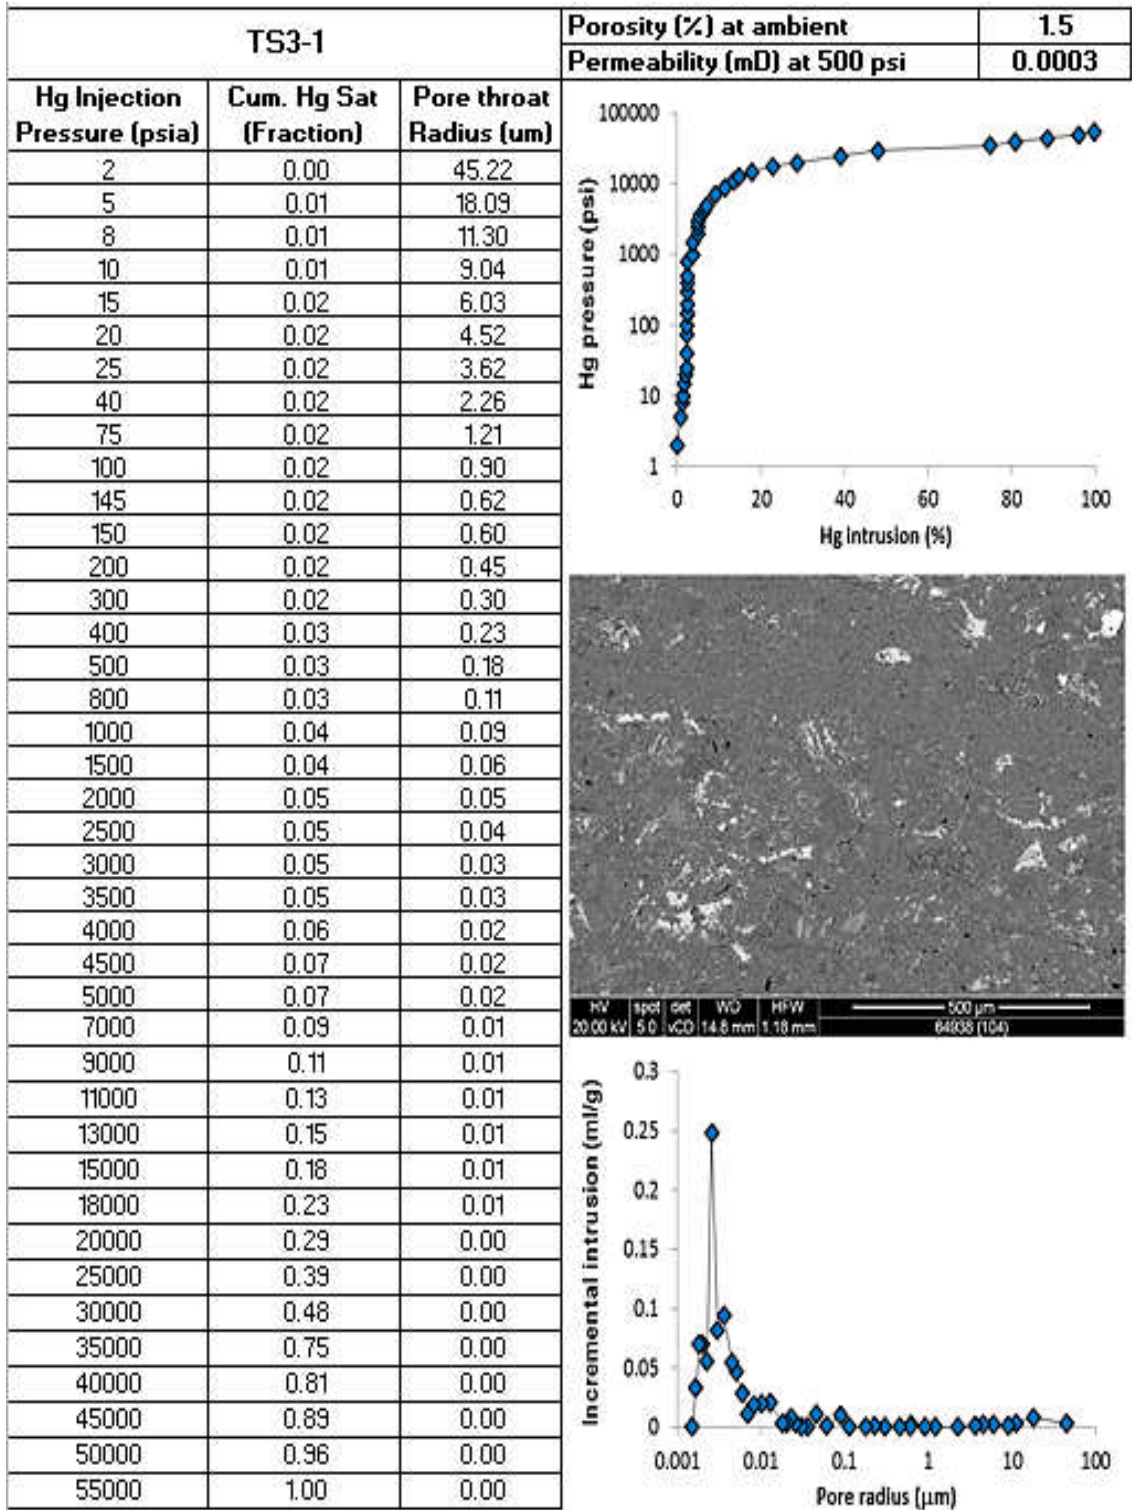 TS3-1
Porosity (%) at ambient 1.5
Permeability (mD) at 500 psi 0.0003
Hg Injection Pressure (psia) Cum. Hg Sat (Fraction) Pore throat Radius (um)
2 0.00 45.22
5 0.01 18.09
8 0.01 11.30
10 0.01 9.04
15 0.02 6.03
20 0.02 4.52
25 0.02 3.62
40 0.02 2.26
75 0.02 1.21
100 0.02 0.90
145 0.02 0.62
150 0.02 0.60
200 0.02 0.45
300 0.02 0.30
400 0.03 0.23
500 0.03 0.18
800 0.03 0.11
1000 0.04 0.09
1500 0.04 0.06
2000 0.05 0.05
2500 0.05 0.04
3000 0.05 0.03
3500 0.05 0.03
4000 0.06 0.02
4500 0.07 0.02
5000 0.07 0.02
7000 0.09 0.01
9000 0.11 0.01
11000 0.13 0.01
13000 0.15 0.01
15000 0.18 0.01
18000 0.23 0.01
20000 0.29 0.00
25000 0.39 0.00
30000 0.48 0.00
35000 0.75 0.00
40000 0.81 0.00
45000 0.89 0.00
50000 0.96 0.00
55000 1.00 0.00
Hg pressure (psi)
100000
10000
1000
100
10
1
0 20 40 60 80 100
Hg intrusion (%)
HV spot det WD HFW 500 µm
20.00 kV 5.0 vCD 14.8 mm 1.18 mm 64938 (104)
Incremental intrusion (ml/g)
0.3
0.25
0.2
0.15
0.1
0.05
0
0.001 0.01 0.1 1 10 100
Pore radius (µm)